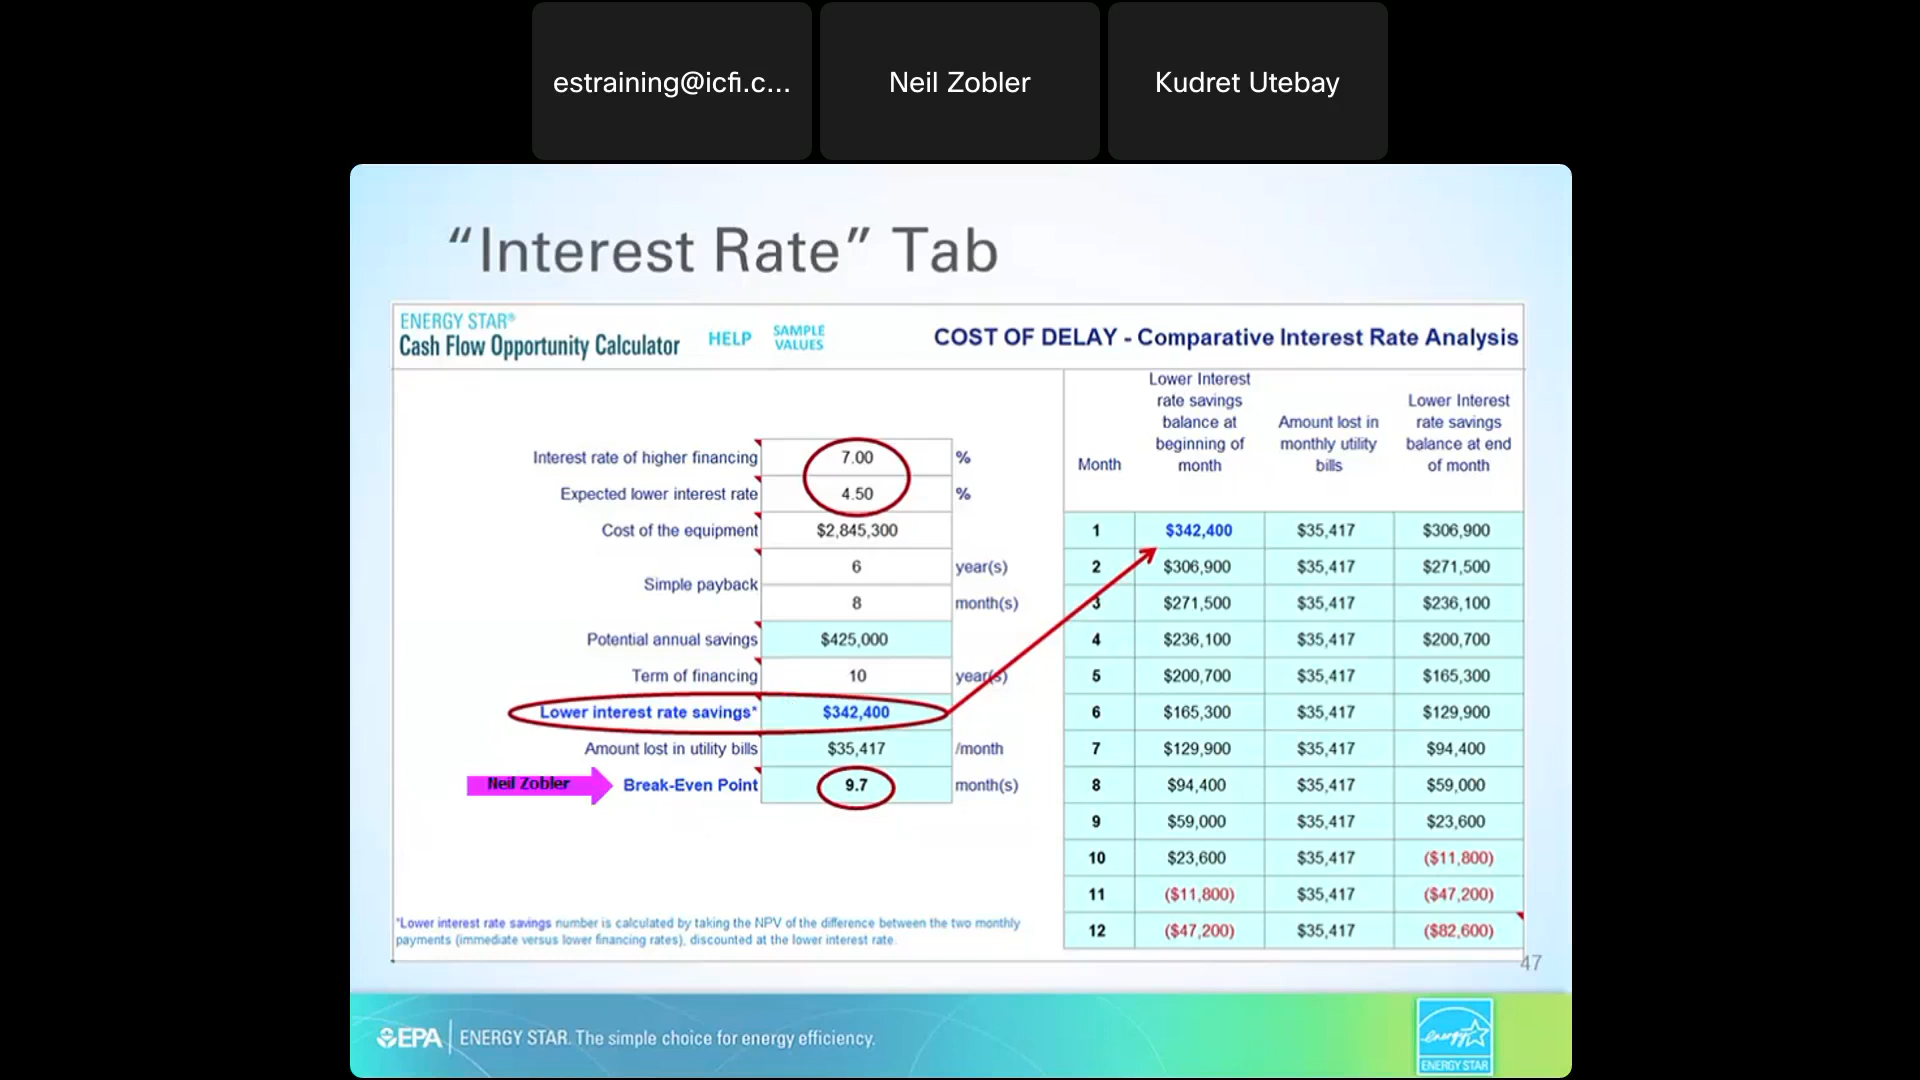 estraining@icfi.c...
Neil Zobler
Kudret Utebay
“Interest Rate” Tab
ENERGY STAR®
Cash Flow Opportunity Calculator
HELP
SAMPLE
VALUES
COST OF DELAY - Comparative Interest Rate Analysis
Interest rate of higher financing 7.00 %
Expected lower interest rate 4.50 %
Cost of the equipment $2,845,300
Simple payback
6 year(s)
8 month(s)
Potential annual savings $425,000
Term of financing 10 year(s)
Lower interest rate savings* $342,400
Amount lost in utility bills $35,417 /month
Neil Zobler
Break-Even Point 9.7 month(s)
*Lower interest rate savings number is calculated by taking the NPV of the difference between the two monthly
payments (immediate versus lower financing rates), discounted at the lower interest rate.
Month
Lower Interest
rate savings
balance at
beginning of
month
Amount lost in
monthly utility
bills
Lower Interest
rate savings
balance at end
of month
1 $342,400 $35,417 $306,900
2 $306,900 $35,417 $271,500
3 $271,500 $35,417 $236,100
4 $236,100 $35,417 $200,700
5 $200,700 $35,417 $165,300
6 $165,300 $35,417 $129,900
7 $129,900 $35,417 $94,400
8 $94,400 $35,417 $59,000
9 $59,000 $35,417 $23,600
10 $23,600 $35,417 ($11,800)
11 ($11,800) $35,417 ($47,200)
12 ($47,200) $35,417 ($82,600)
47
EPA
ENERGY STAR. The simple choice for energy efficiency.
energy
ENERGY STAR